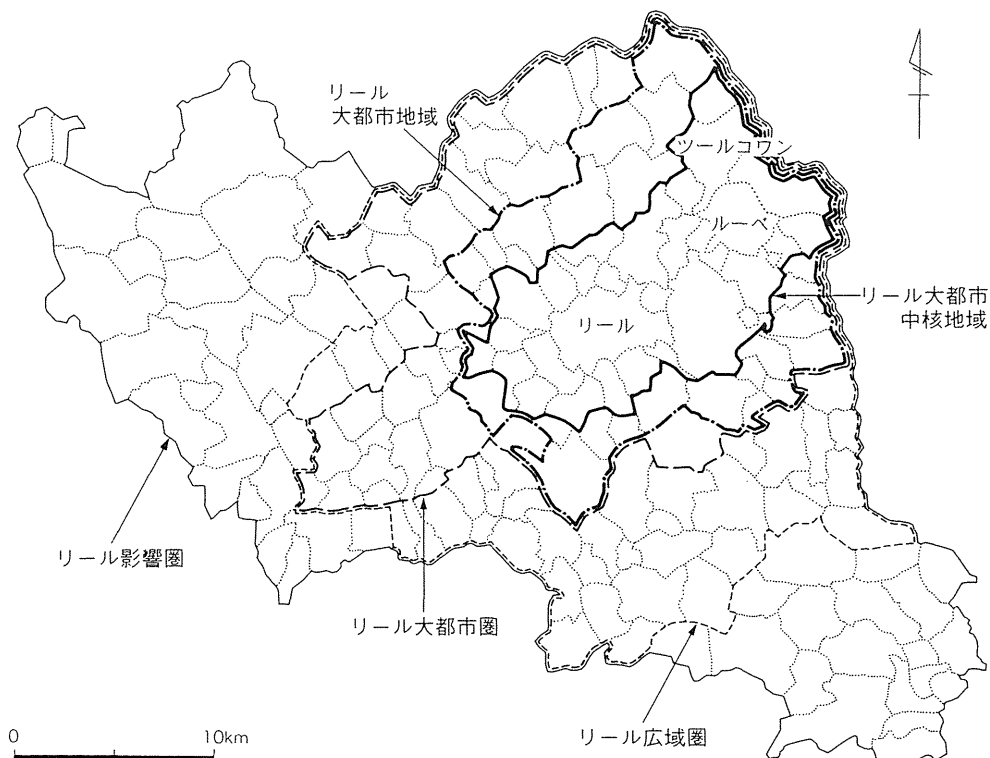 リール
大都市地域
ツールコワン
ルーベ
リール大都市
中核地域
リール
リール影響圏
リール大都市圏
リール広域圏
0 10km